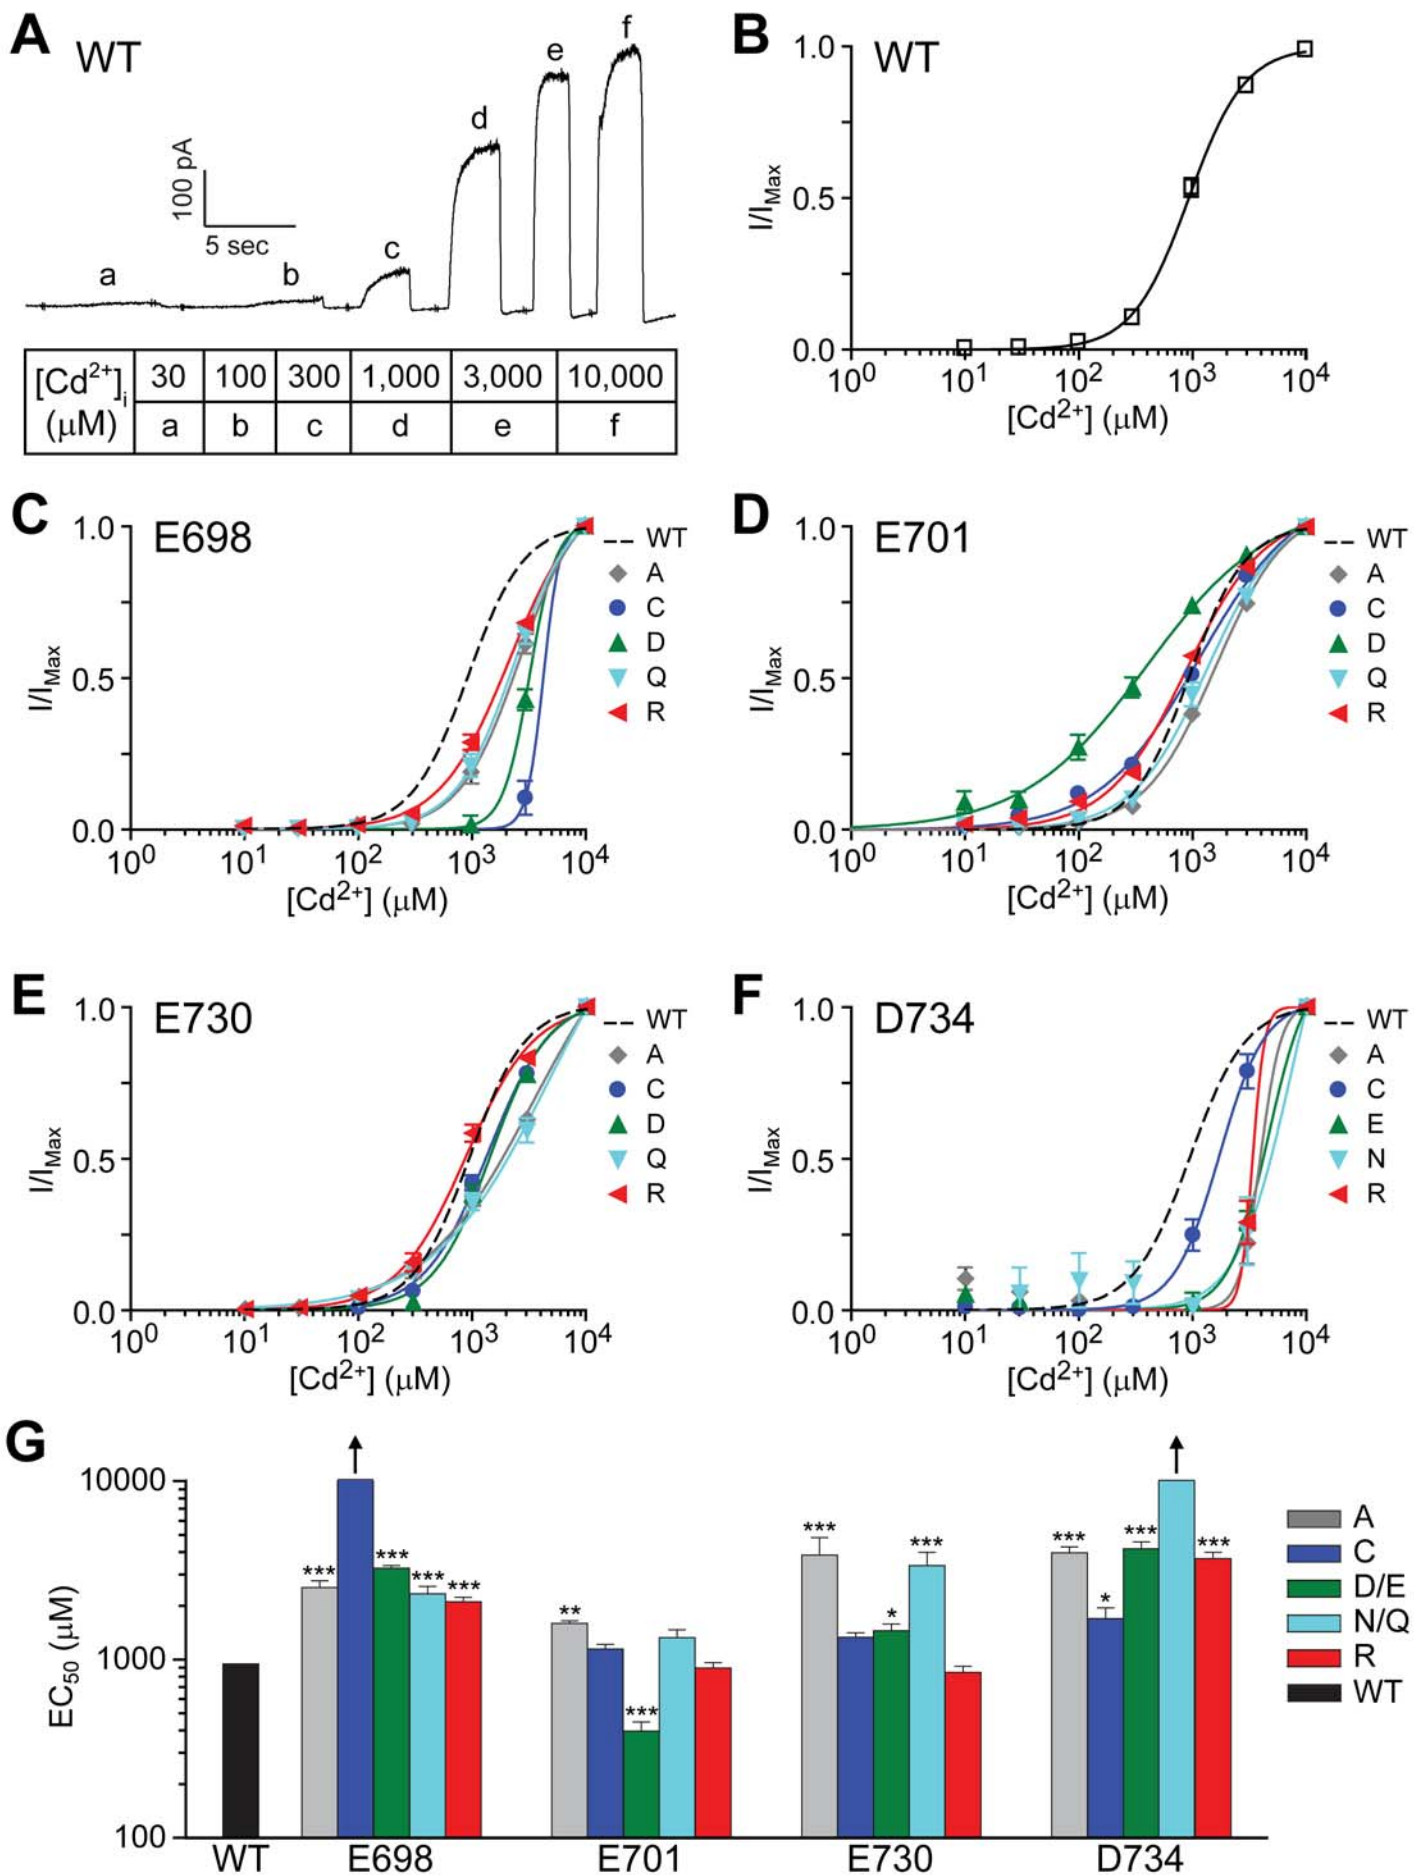 A WT
a b c d e f
100 pA
5 sec
[Cd2+]i (μM) 30 100 300 1,000 3,000 10,000
a b c d e f
B WT
1.0
0.5
0.0
I/IMax
10^0 10^1 10^2 10^3 10^4
[Cd2+] (μM)
C E698
1.0
0.5
0.0
I/IMax
10^0 10^1 10^2 10^3 10^4
[Cd2+] (μM)
WT
A
C
D
Q
R
D E701
1.0
0.5
0.0
I/IMax
10^0 10^1 10^2 10^3 10^4
[Cd2+] (μM)
WT
A
C
D
Q
R
E E730
1.0
0.5
0.0
I/IMax
10^0 10^1 10^2 10^3 10^4
[Cd2+] (μM)
WT
A
C
D
Q
R
F D734
1.0
0.5
0.0
I/IMax
10^0 10^1 10^2 10^3 10^4
[Cd2+] (μM)
WT
A
C
E
N
R
G
10000
1000
100
EC50 (μM)
*** *** *** ***
** ***
*** * ***
*** * *** ***
WT E698 E701 E730 D734
A
C
D/E
N/Q
R
WT